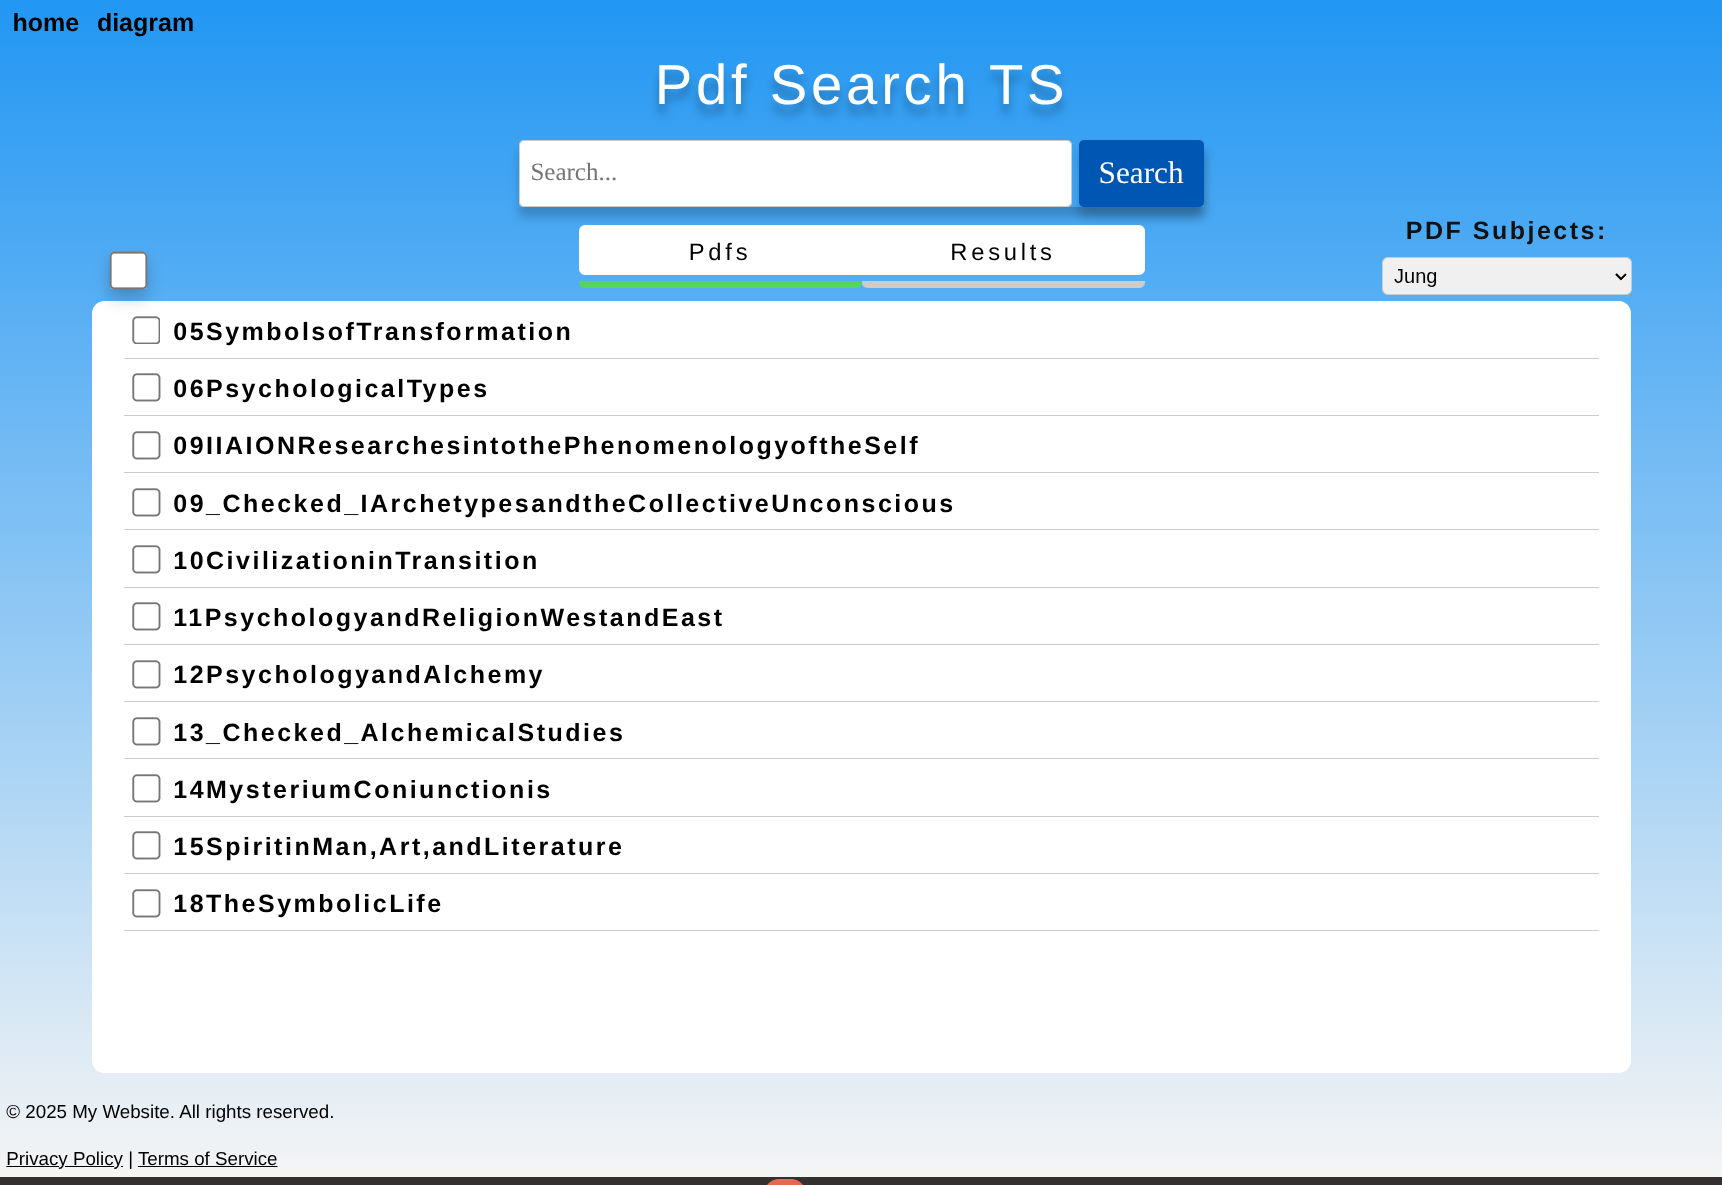 home diagram
Pdf Search TS
Search...
Search
PDF Subjects:
Pdfs
Results
Jung
05SymbolsofTransformation
06PsychologicalTypes
09IIAIONResearchesintothePhenomenologyoftheSelf
09_Checked_IArchetypesandtheCollectiveUnconscious
10CivilizationinTransition
11PsychologyandReligionWestandEast
12PsychologyandAlchemy
13_Checked_AlchemicalStudies
14MysteriumConiunctionis
15SpiritinMan,Art,andLiterature
18TheSymbolicLife
© 2025 My Website. All rights reserved.
Privacy Policy | Terms of Service